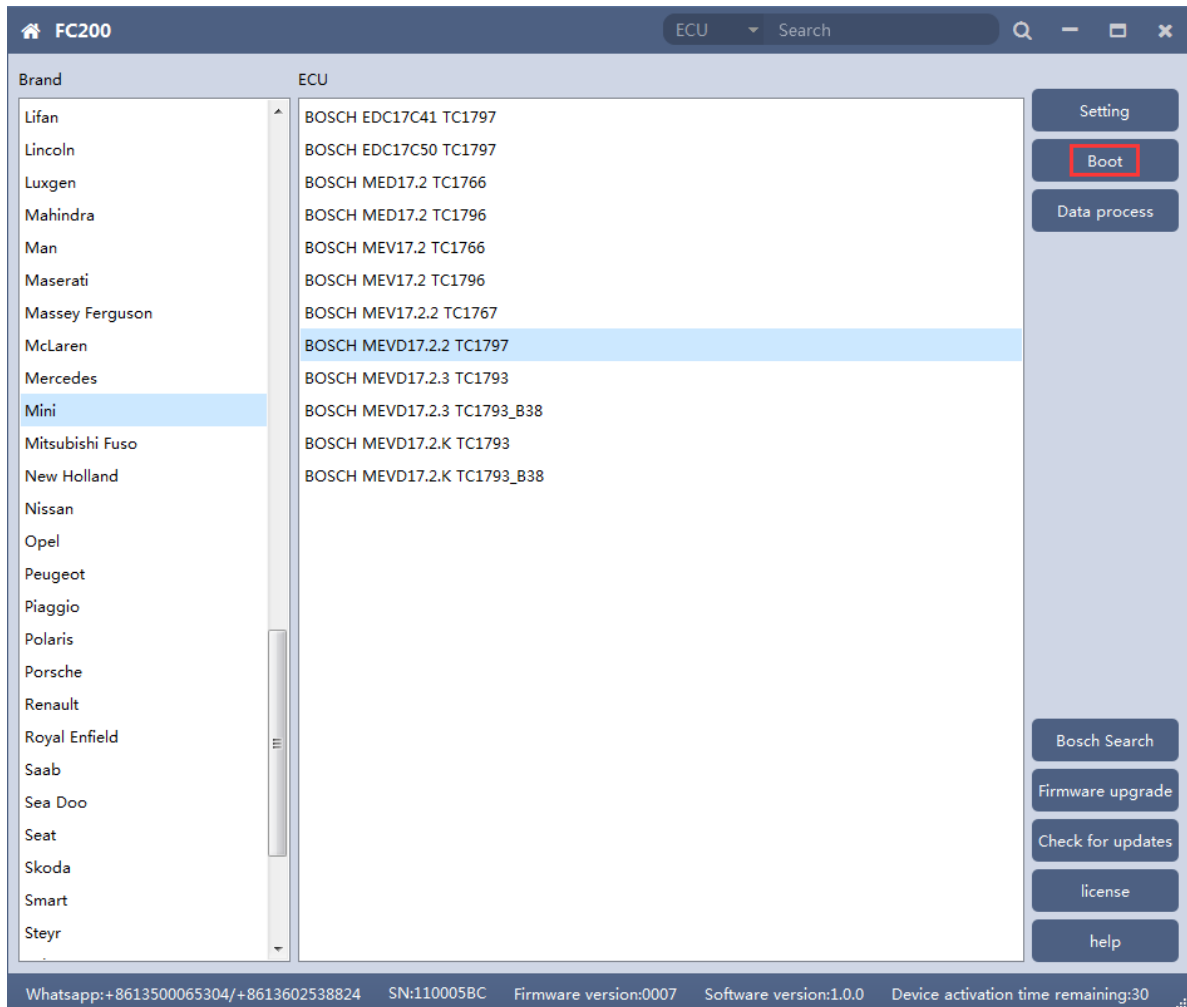 FC200
ECU
Search
Brand
ECU
Lifan
Lincoln
Luxgen
Mahindra
Man
Maserati
Massey Ferguson
McLaren
Mercedes
Mini
Mitsubishi Fuso
New Holland
Nissan
Opel
Peugeot
Piaggio
Polaris
Porsche
Renault
Royal Enfield
Saab
Sea Doo
Seat
Skoda
Smart
Steyr
BOSCH EDC17C41 TC1797
BOSCH EDC17C50 TC1797
BOSCH MED17.2 TC1766
BOSCH MED17.2 TC1796
BOSCH MEV17.2 TC1766
BOSCH MEV17.2 TC1796
BOSCH MEV17.2.2 TC1767
BOSCH MEVD17.2.2 TC1797
BOSCH MEVD17.2.3 TC1793
BOSCH MEVD17.2.3 TC1793_B38
BOSCH MEVD17.2.K TC1793
BOSCH MEVD17.2.K TC1793_B38
Setting
Boot
Data process
Bosch Search
Firmware upgrade
Check for updates
license
help
Whatsapp:+8613500065304/+8613602538824 SN:110005BC Firmware version:0007 Software version:1.0.0 Device activation time remaining:30